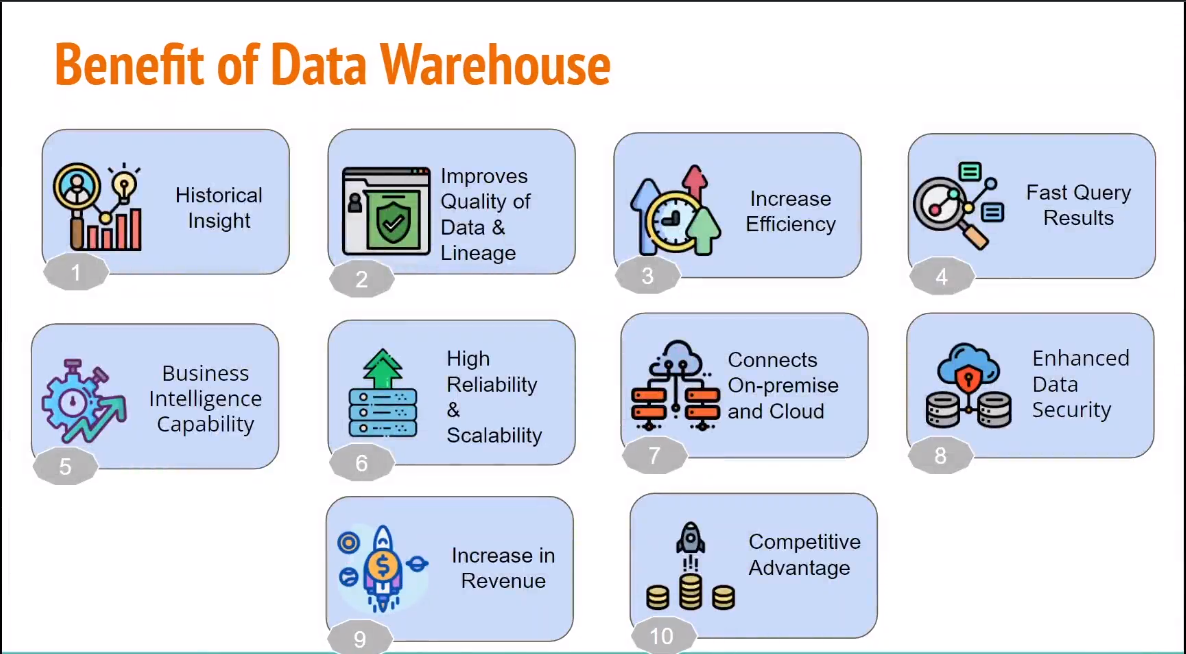 Benefit of Data Warehouse
Historical
Insight
1
Improves
Quality of
Data &
Lineage
2
Increase
Efficiency
3
Fast Query
Results
4
Business
Intelligence
Capability
5
High
Reliability
&
Scalability
6
Connects
On-premise
and Cloud
7
Enhanced
Data
Security
8
$
Increase in
Revenue
9
Competitive
Advantage
10